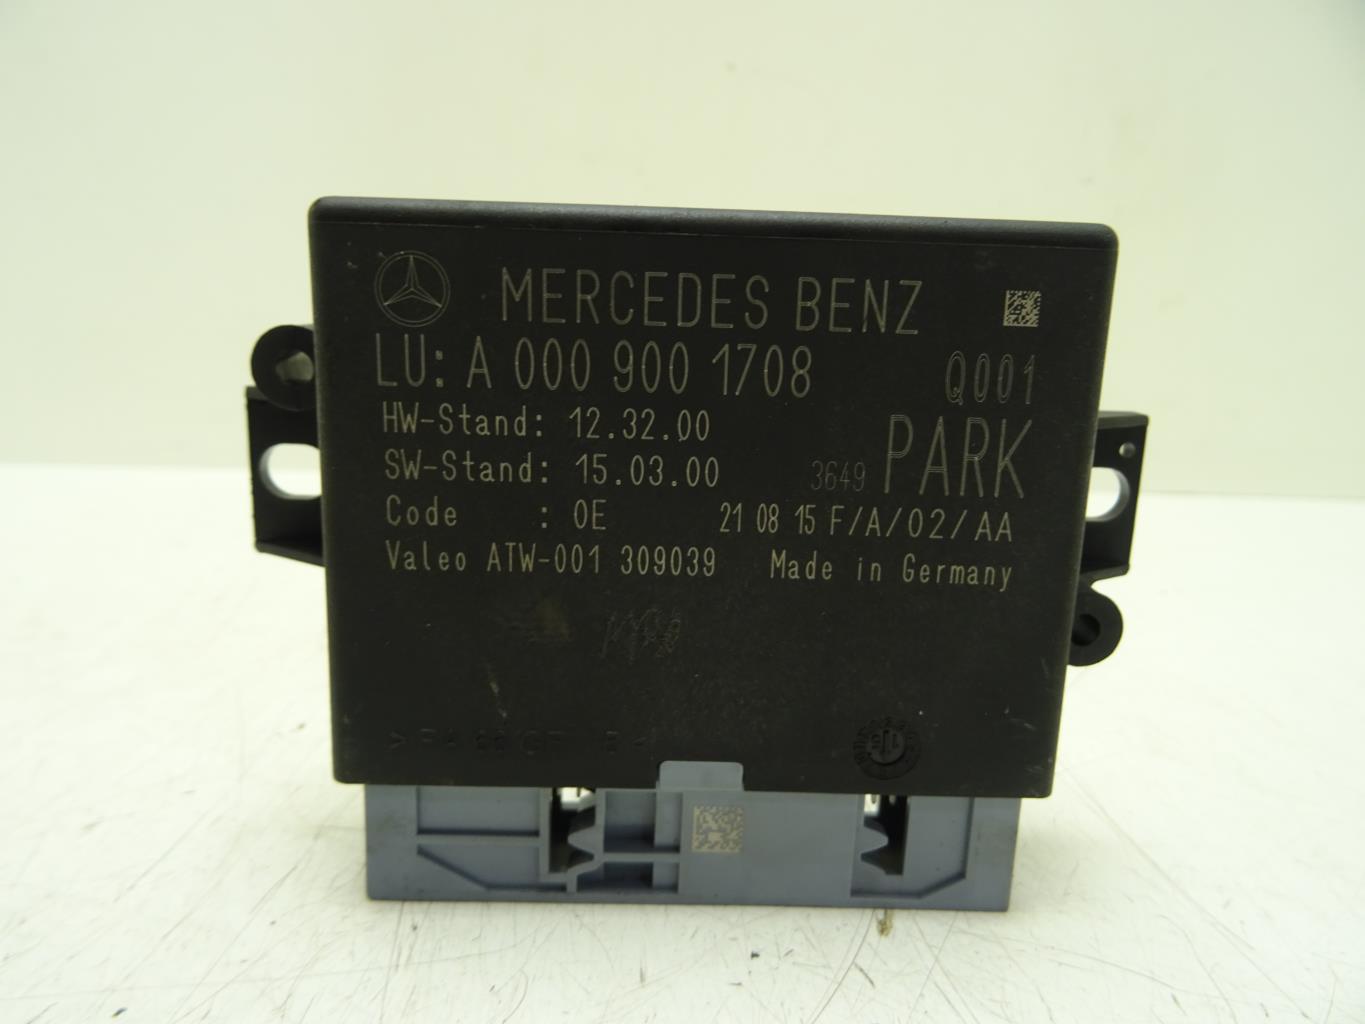 MERCEDES BENZ
LU: A 000 900 1708 Q001
HW-Stand: 12.32.00
SW-Stand: 15.03.00 3649 PARK
Code : 0E 21 08 15 F/A/02/AA
Valeo ATW-001 309039 Made in Germany